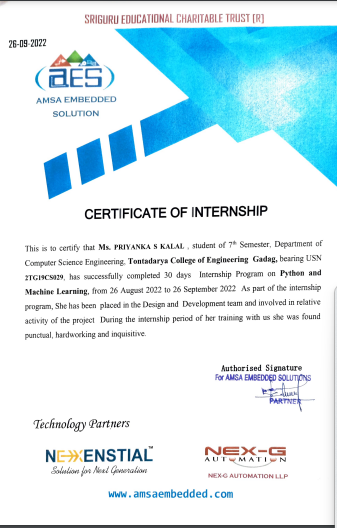 SRIGURU EDUCATIONAL CHARITABLE TRUST [R]
26-09-2022
aES
AMSA EMBEDDED
SOLUTION
CERTIFICATE OF INTERNSHIP
This is to certify that Ms. PRIYANKA S KALAL , student of 7th Semester, Department of
Computer Science Engineering, Tontadarya College of Engineering Gadag, bearing USN
2TG19CS029, has successfully completed 30 days Internship Program on Python and
Machine Learning, from 26 August 2022 to 26 September 2022 As part of the internship
program, She has been placed in the Design and Development team and involved in relative
activity of the project During the internship period of her training with us she was found
punctual, hardworking and inquisitive.
Authorised Signature
For AMSA EMBEDDED SOLUTIONS
PARTNER
Technology Partners
NEXENSTIAL™
Solution for Next Generation
NEX-G
AUTOMATION
NEX-G AUTOMATION LLP
www.amsaembedded.com